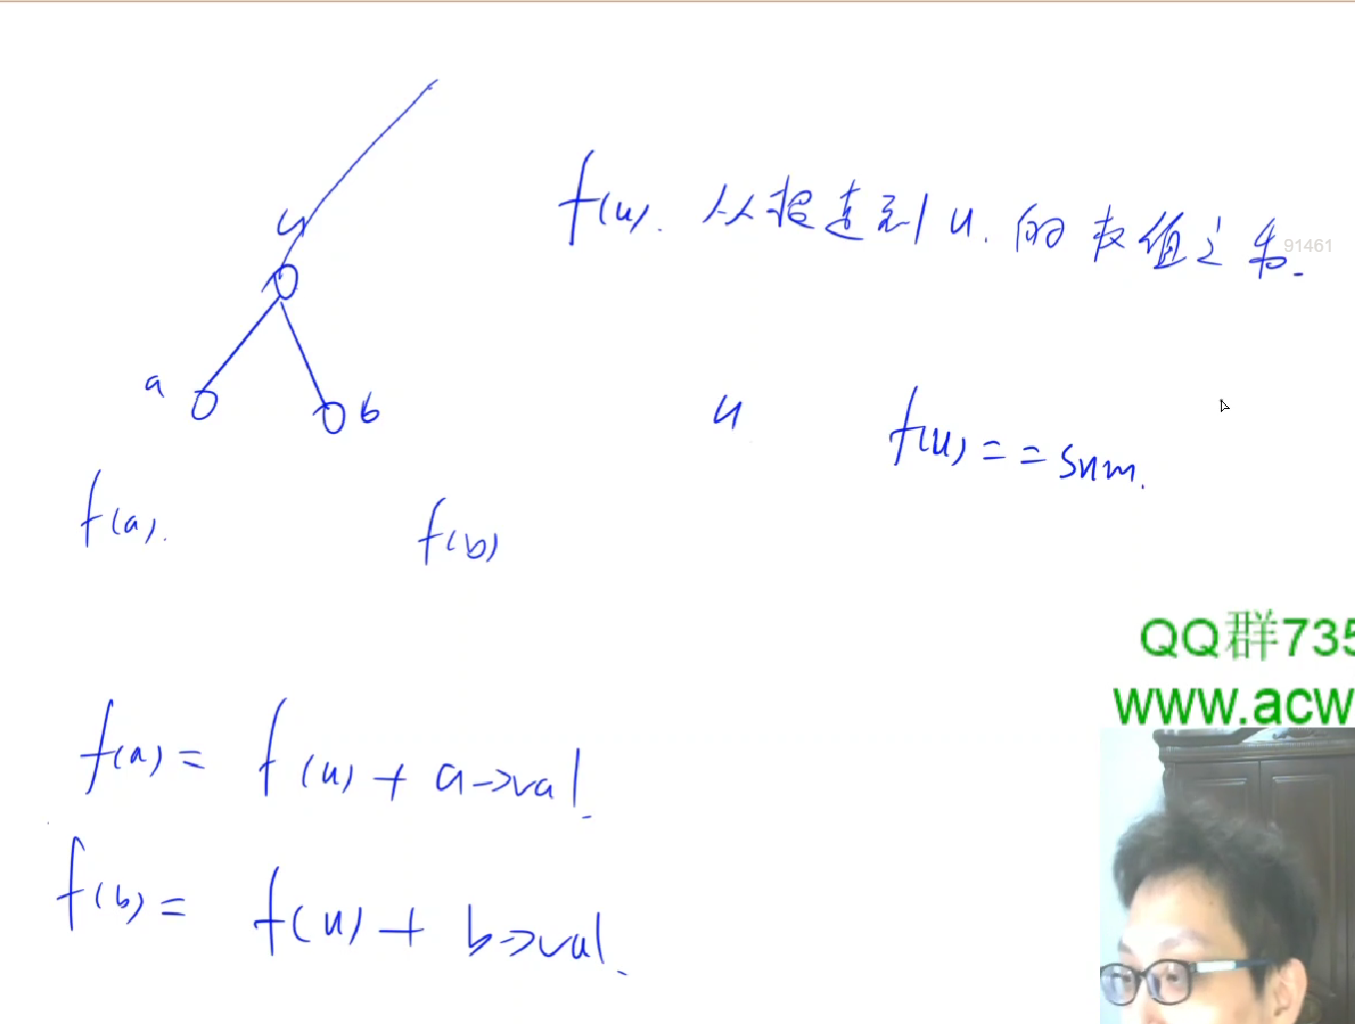 f(u). 从根走到u.的权值之和.
91461
u
a
b
u
f(u) == sum.
f(a).
f(b)
QQ群735
www.acw
f(a) = f(u) + a->val.
f(b) = f(u) + b->val.